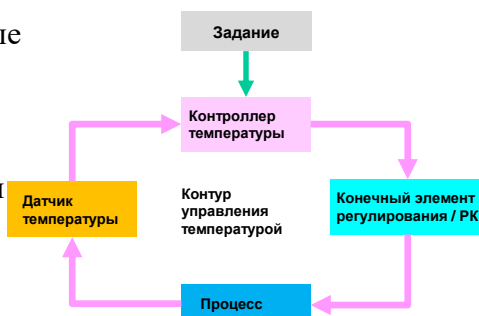 Задание
Контроллер
температуры
Датчик
температуры
Контур
управления
температурой
Конечный элемент
регулирования / РК
Процесс